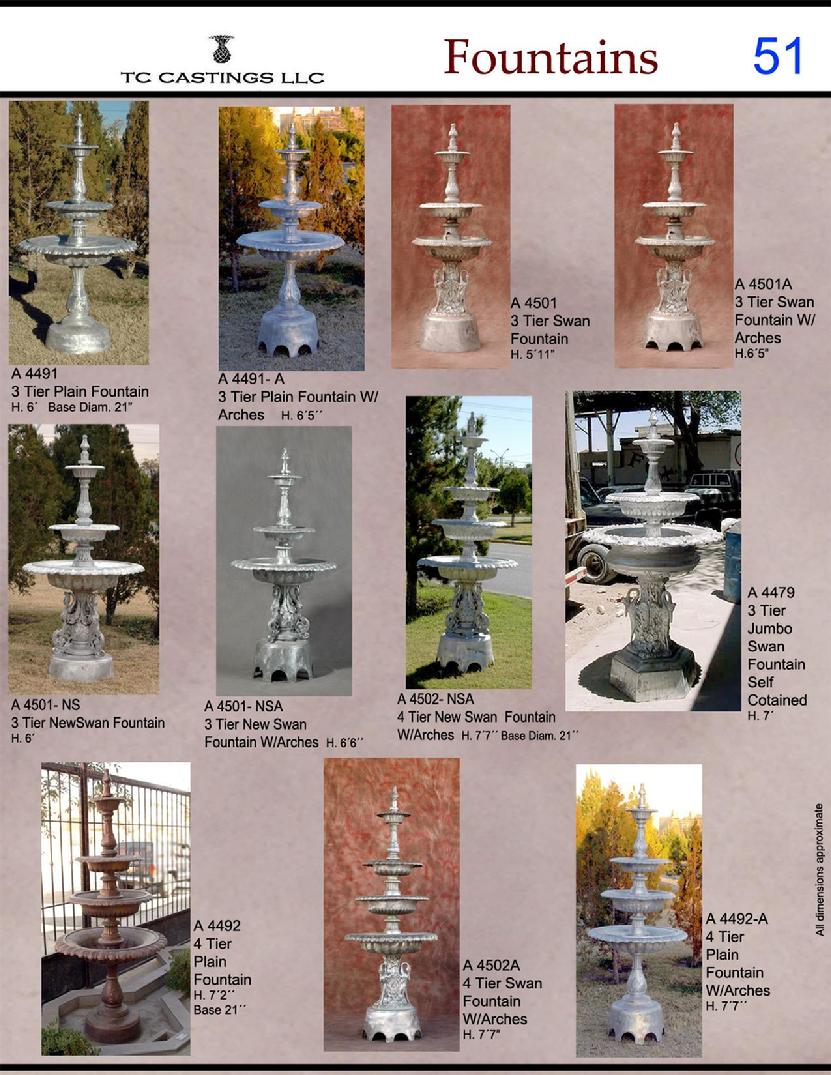 TC CASTINGS LLC
Fountains
51
A 4491
3 Tier Plain Fountain
H. 6´ Base Diam. 21"
A 4491- A
3 Tier Plain Fountain W/
Arches H. 6´5´´
A 4501
3 Tier Swan
Fountain
H. 5´11"
A 4501A
3 Tier Swan
Fountain W/
Arches
H.6´5"
A 4501- NS
3 Tier NewSwan Fountain
H. 6´
A 4501- NSA
3 Tier New Swan
Fountain W/Arches H. 6´6´´
A 4502- NSA
4 Tier New Swan Fountain
W/Arches H. 7´7´´ Base Diam. 21´´
A 4479
3 Tier
Jumbo
Swan
Fountain
Self
Cotained
H. 7´
A 4492
4 Tier
Plain
Fountain
H. 7´2´´
Base 21´´
A 4502A
4 Tier Swan
Fountain
W/Arches
H. 7´7"
A 4492-A
4 Tier
Plain
Fountain
W/Arches
H. 7´7´´
All dimensions approximate